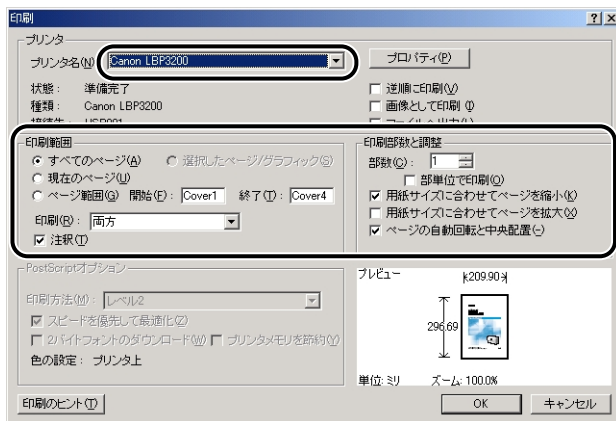 印刷
プリンタ
プリンタ名(N): Canon LBP3200 プロパティ(P)
状態: 準備完了
種類: Canon LBP3200
逆順に印刷(V)
画像として印刷(I)
印刷範囲
すべてのページ(A) 選択したページ/グラフィック(S)
現在のページ(U)
ページ範囲(G) 開始(F): Cover1 終了(T): Cover4
印刷(R): 両方
注釈(T)
印刷部数と調整
部数(C): 1
部単位で印刷(O)
用紙サイズに合わせてページを縮小(K)
用紙サイズに合わせてページを拡大(X)
ページの自動回転と中央配置(-)
PostScriptオプション
印刷方法(M): レベル2
スピードを優先して最適化(Z)
2バイトフォントのダウンロード(W) プリンタメモリを節約(Y)
色の設定: プリンタ上
プレビュー
209.90
296.69
単位: ミリ ズーム: 100.0%
印刷のヒント(T) OK キャンセル